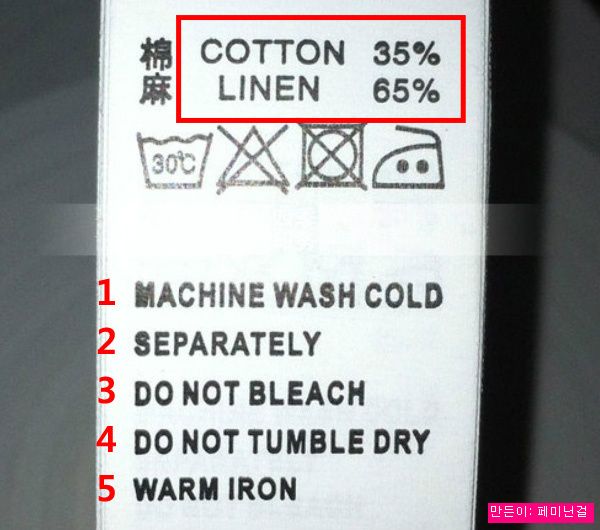 棉 COTTON 35%
麻 LINEN 65%
30℃
1 MACHINE WASH COLD
2 SEPARATELY
3 DO NOT BLEACH
4 DO NOT TUMBLE DRY
5 WARM IRON
만든이: 페미닌걸